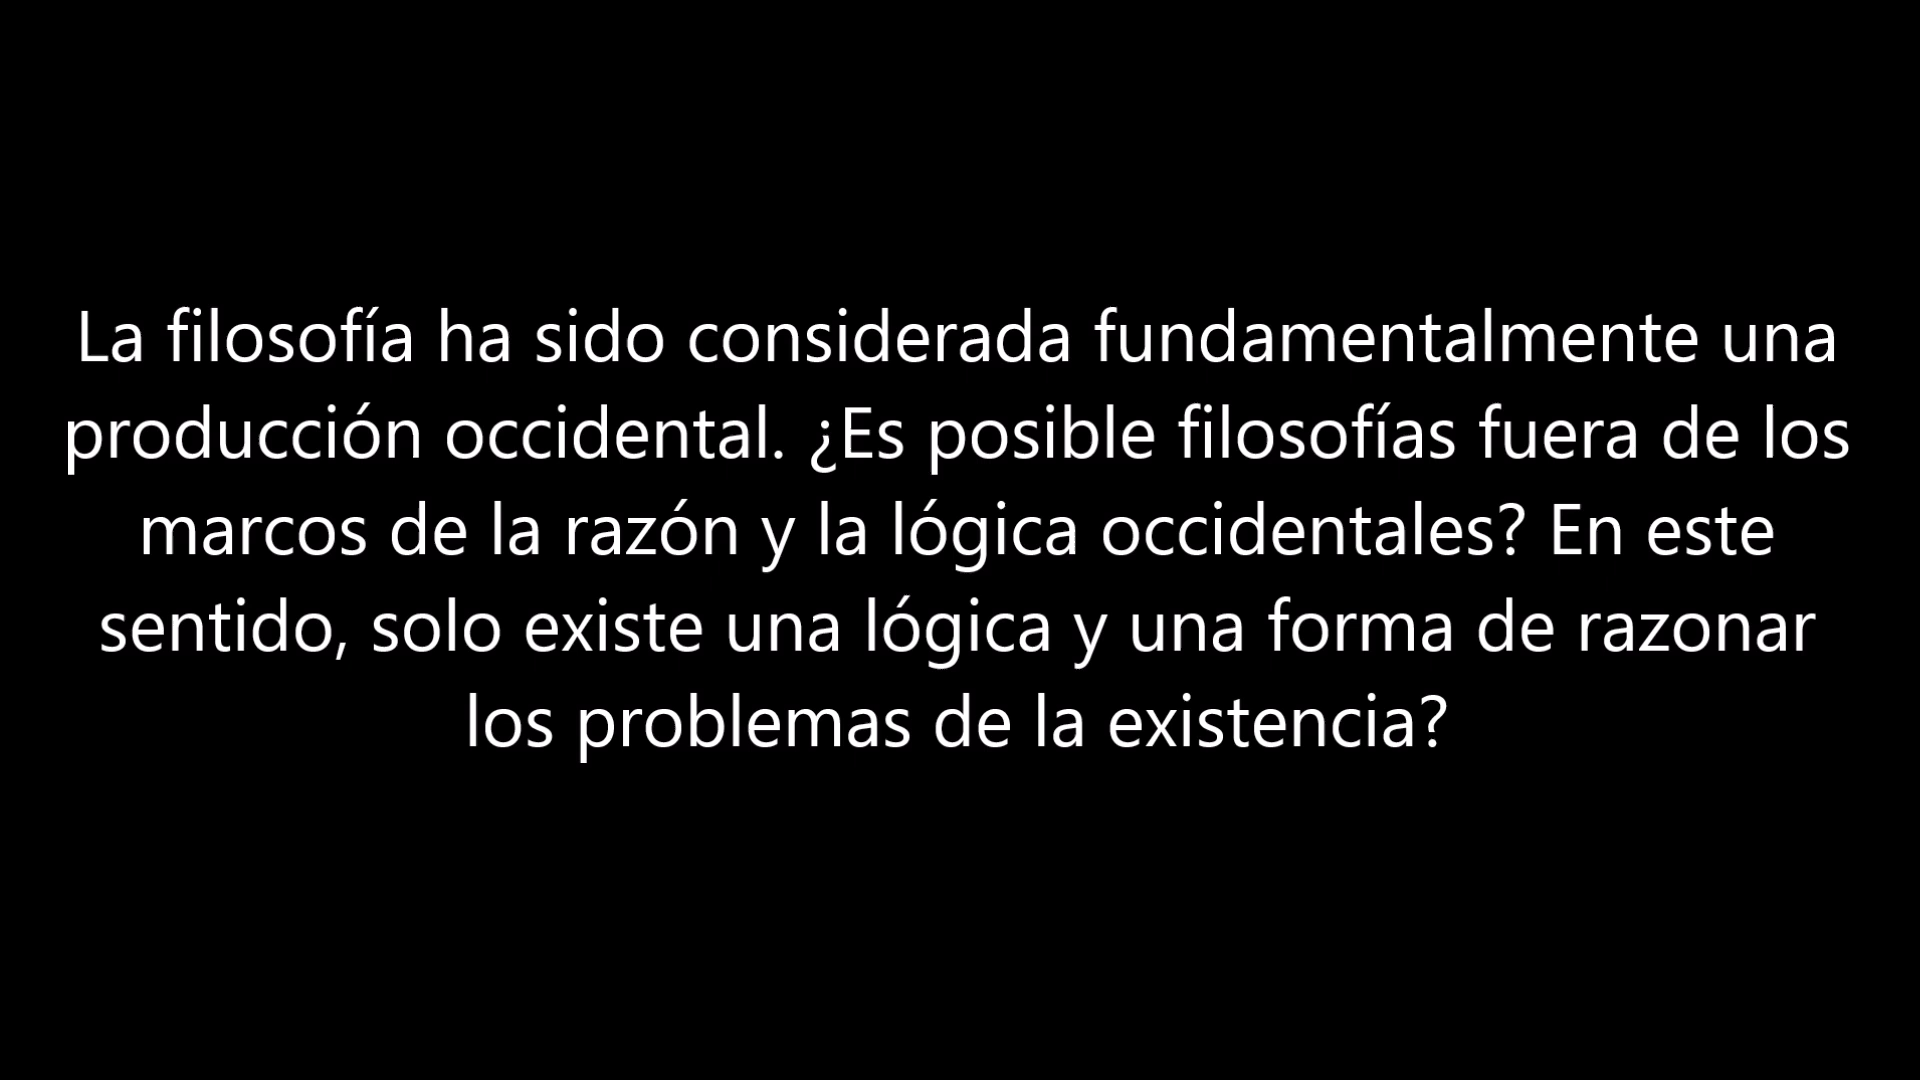 La filosofía ha sido considerada fundamentalmente una
producción occidental. ¿Es posible filosofías fuera de los
marcos de la razón y la lógica occidentales? En este
sentido, solo existe una lógica y una forma de razonar
los problemas de la existencia?